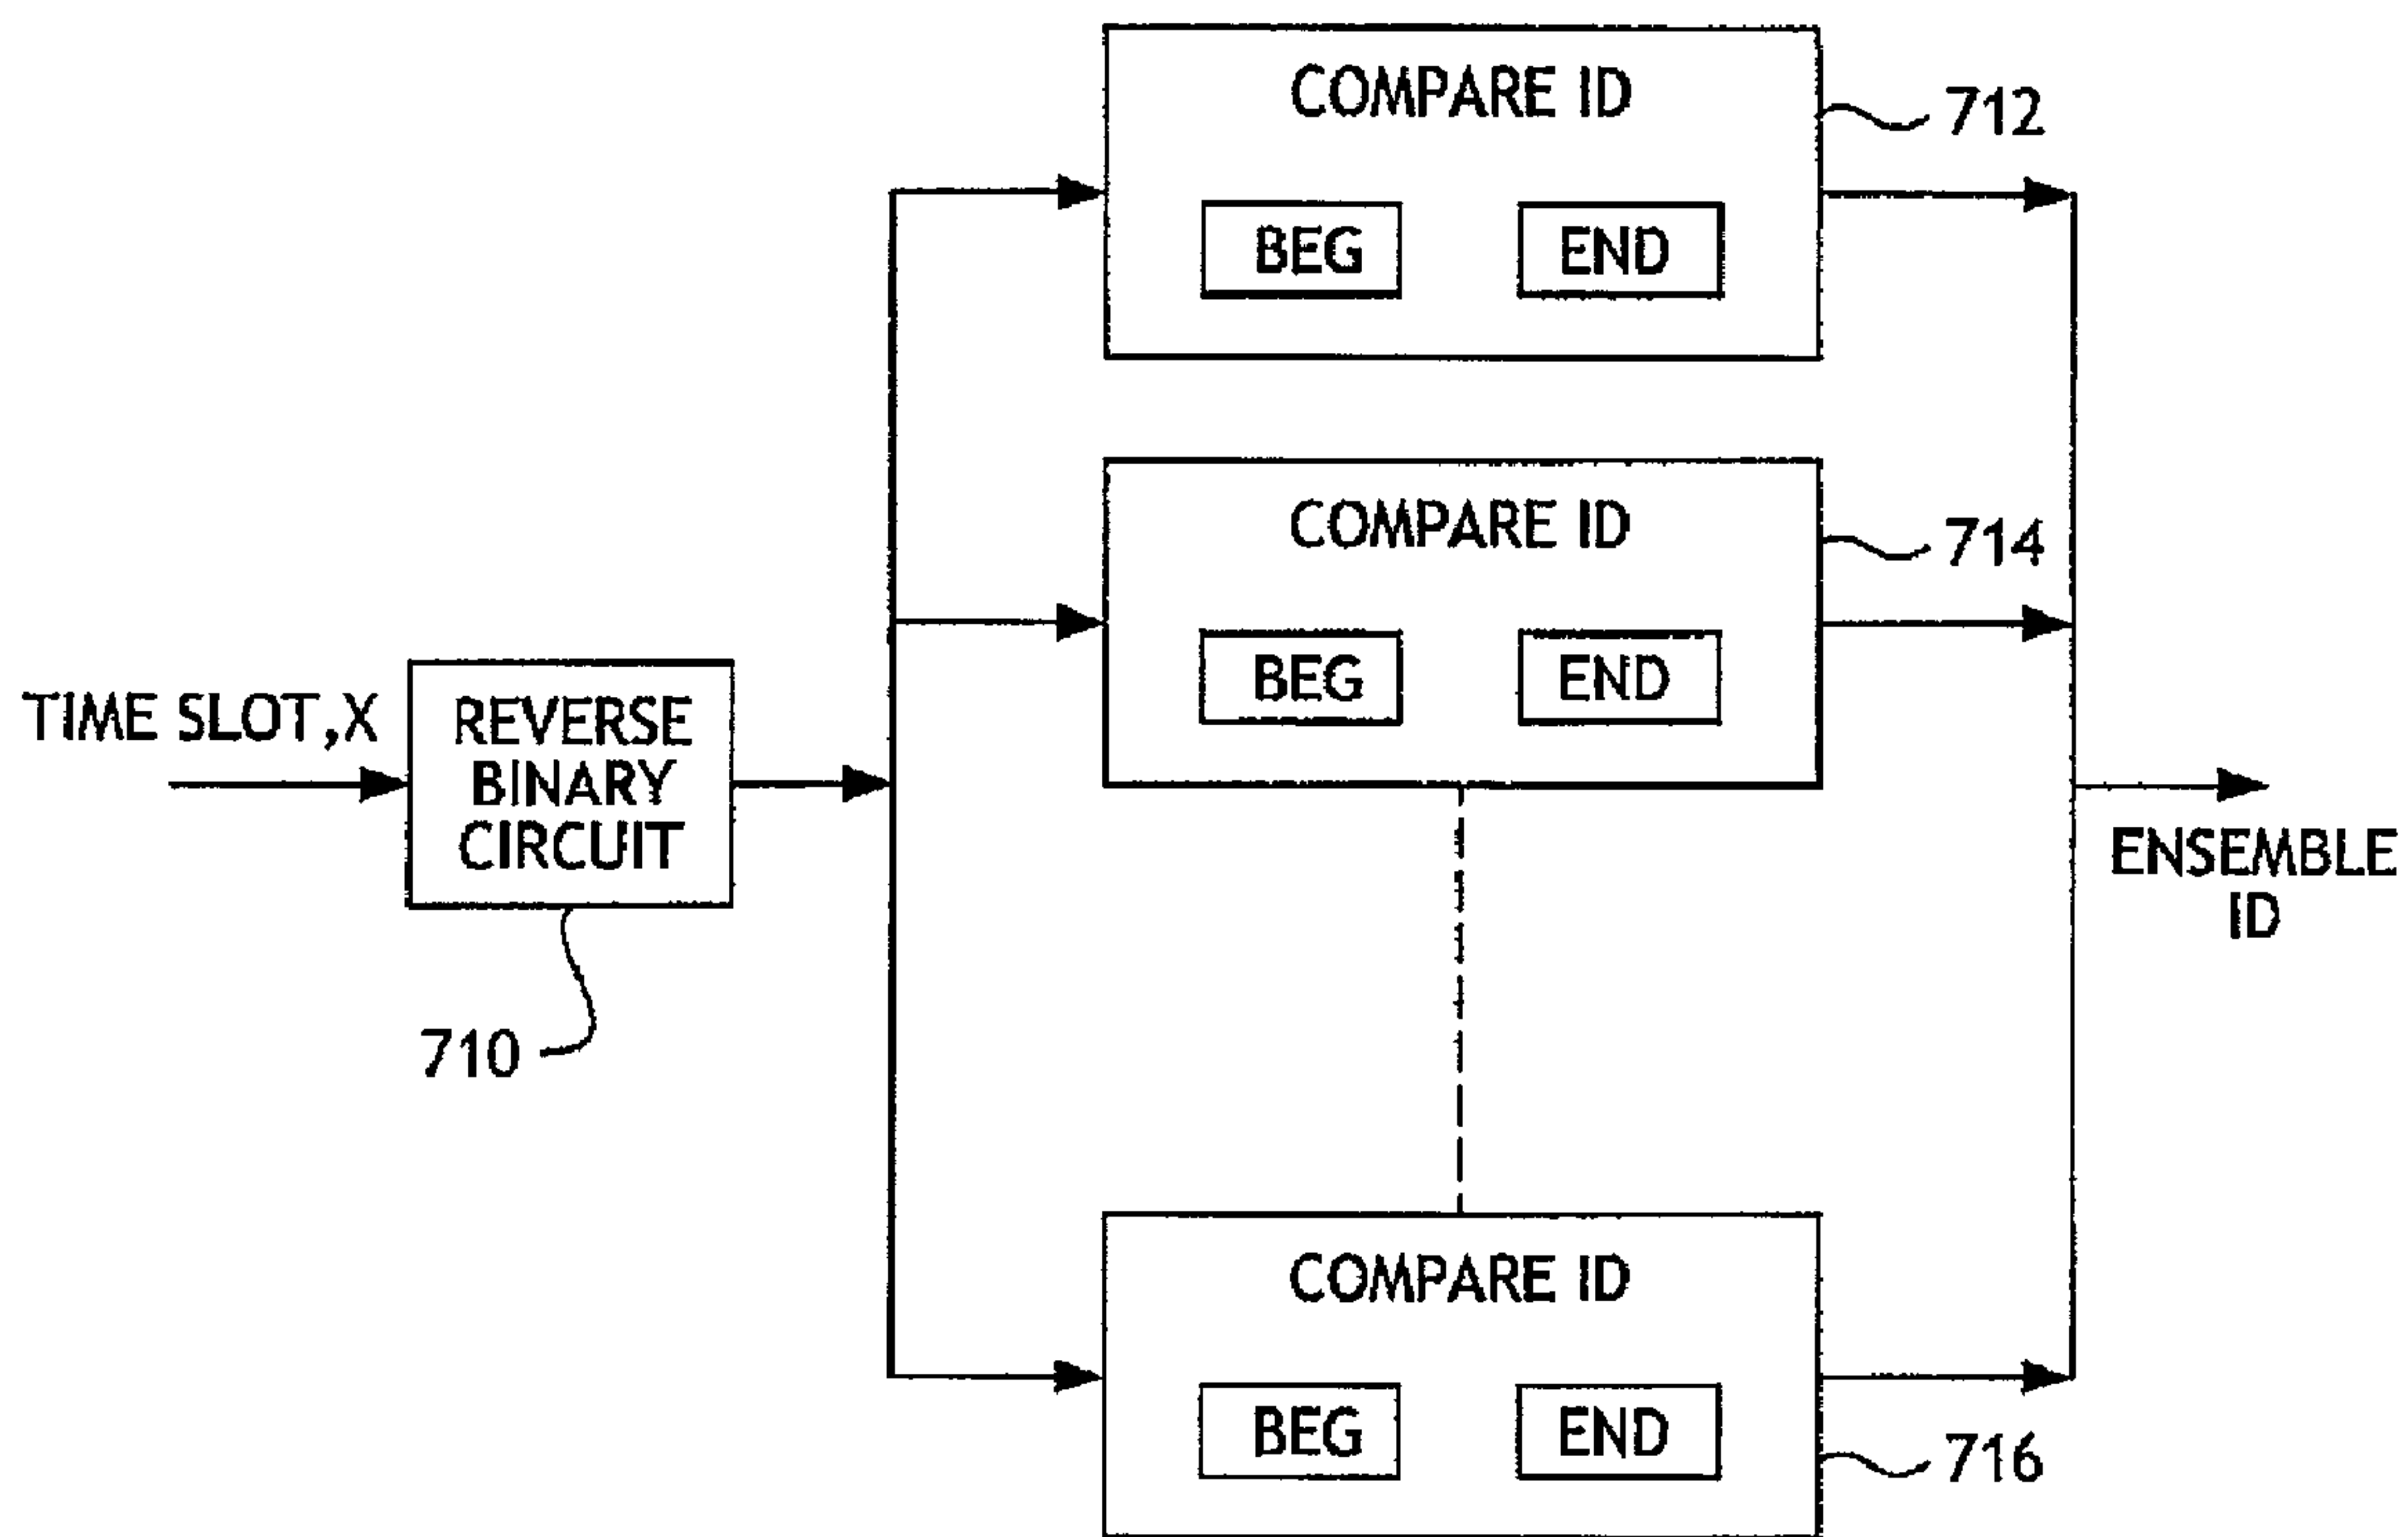 COMPARE ID
712
BEG
END
COMPARE ID
714
BEG
END
TIME SLOT,X
REVERSE
BINARY
CIRCUIT
710
ENSEMBLE
ID
COMPARE ID
BEG
END
716